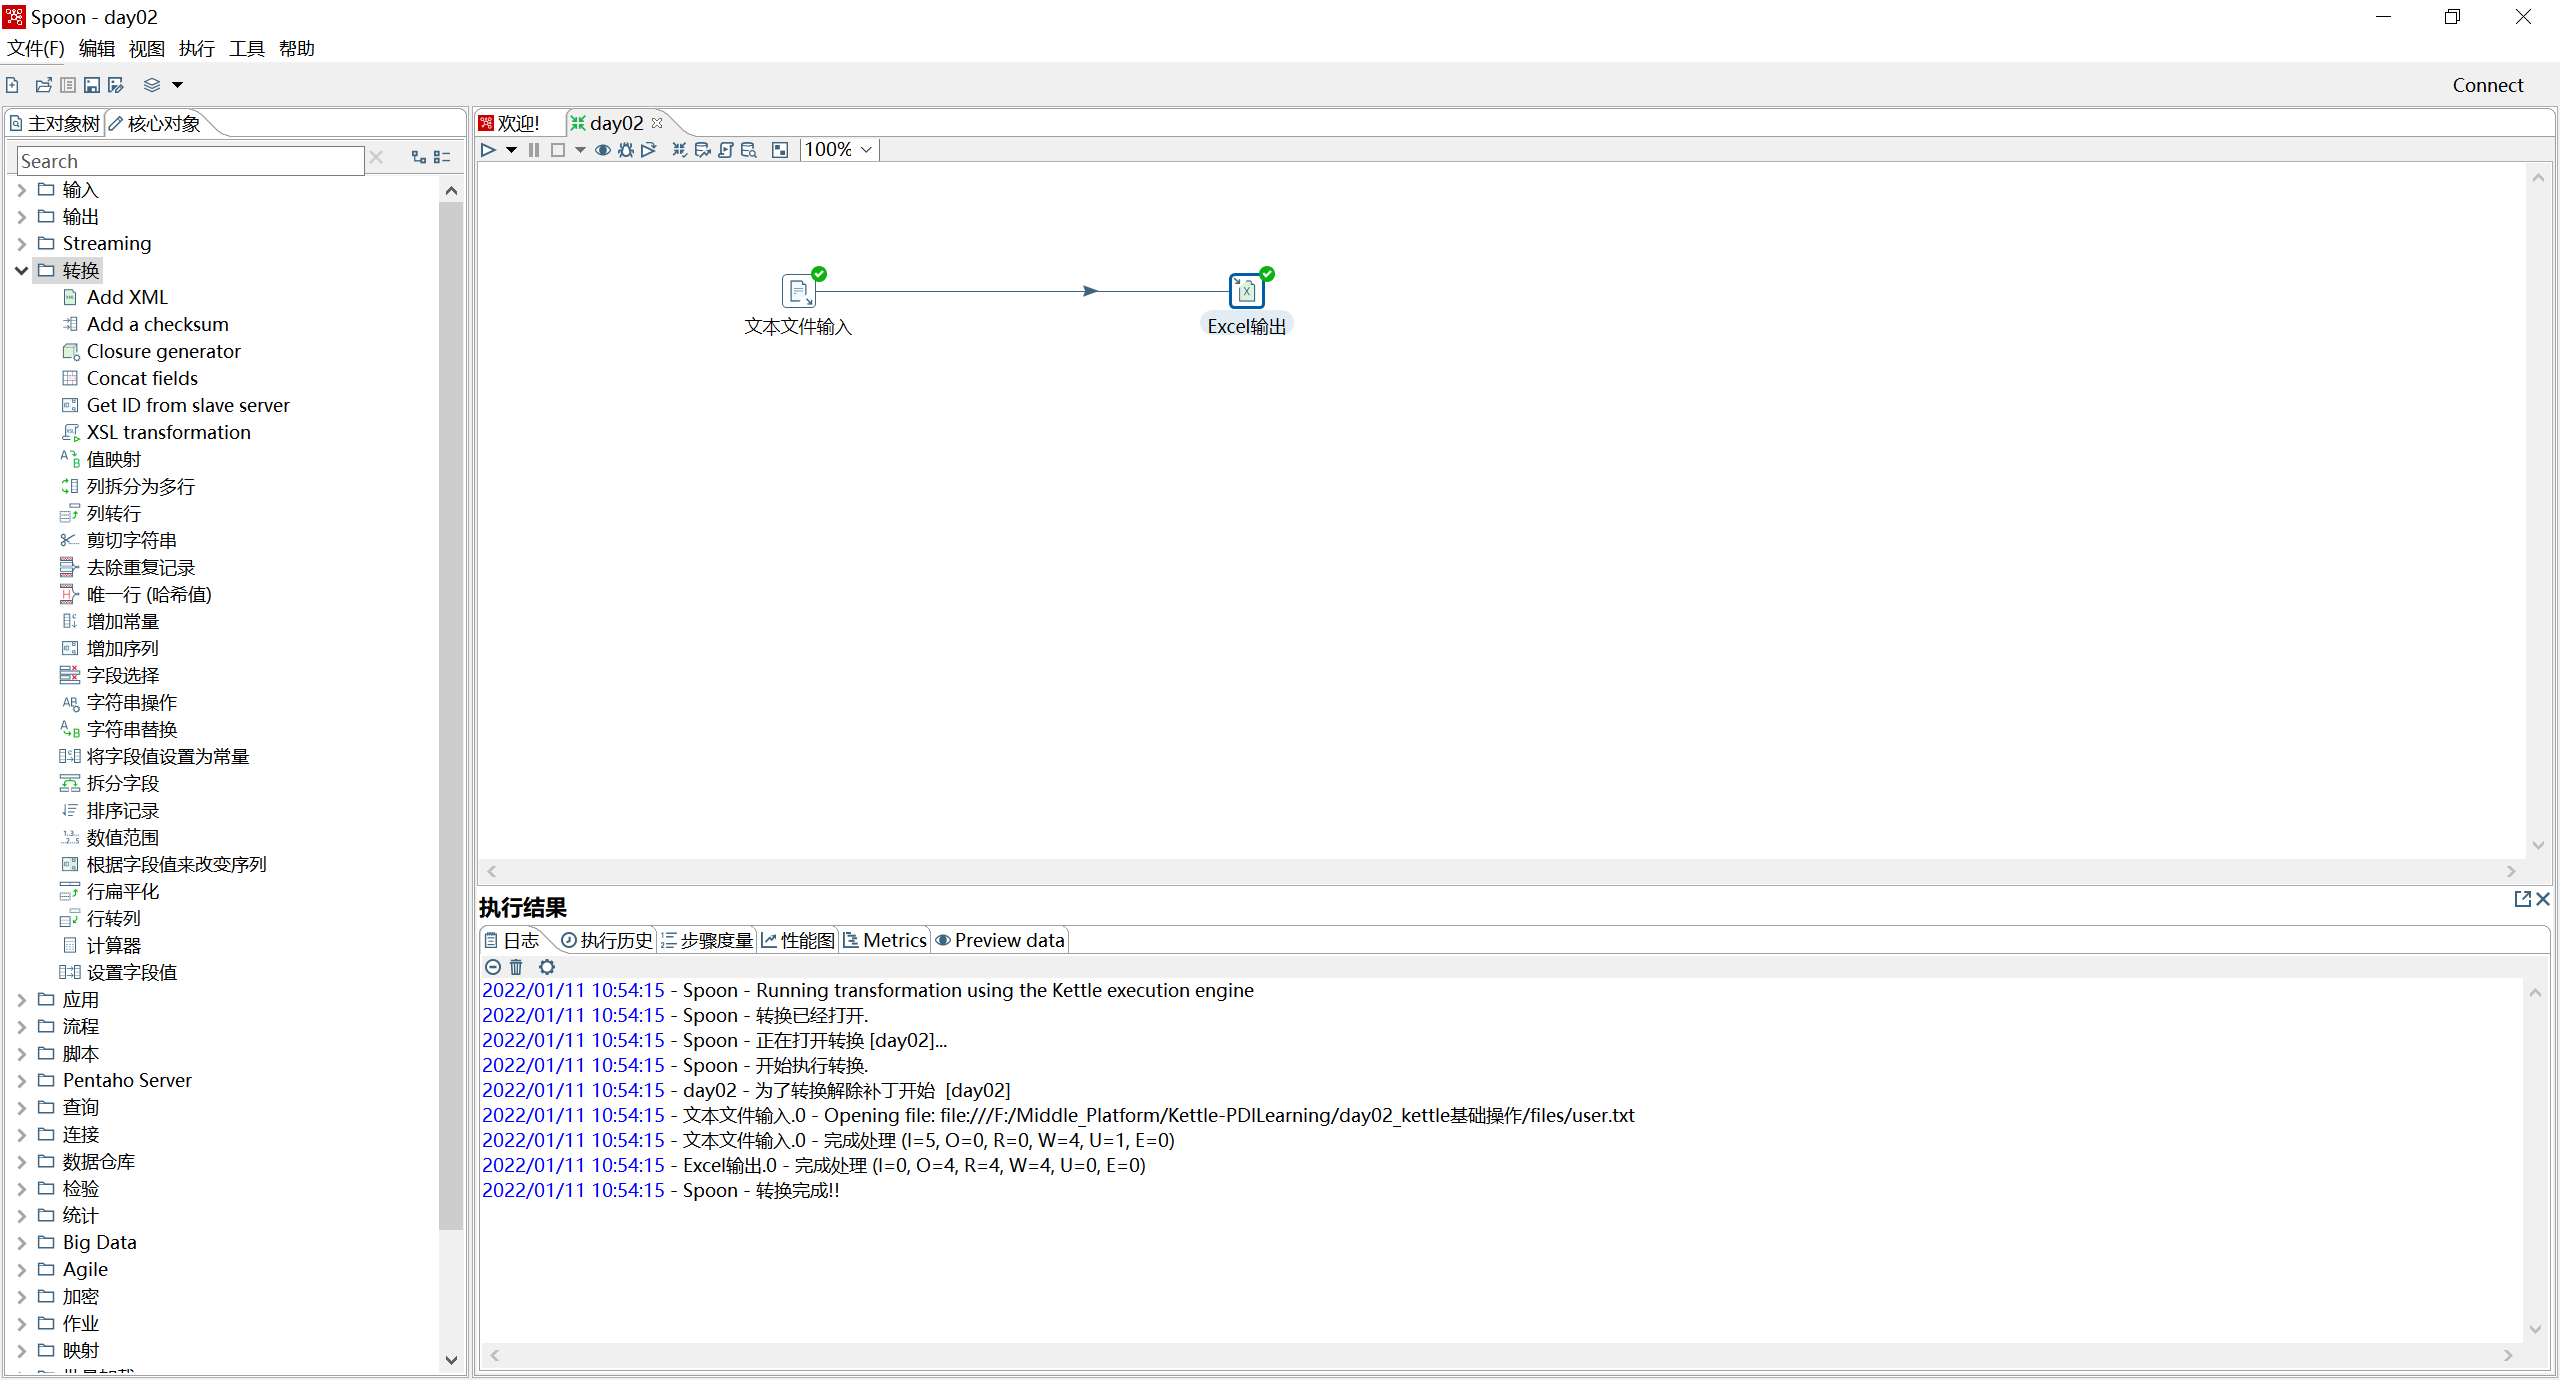 Spoon - day02
文件(F) 编辑 视图 执行 工具 帮助
Connect
主对象树 核心对象
Search
输入
输出
Streaming
转换
Add XML
Add a checksum
Closure generator
Concat fields
Get ID from slave server
XSL transformation
值映射
列拆分为多行
列转行
剪切字符串
去除重复记录
唯一行 (哈希值)
增加常量
增加序列
字段选择
字符串操作
字符串替换
将字段值设置为常量
拆分字段
排序记录
数值范围
根据字段值来改变序列
行扁平化
行转列
计算器
设置字段值
应用
流程
脚本
Pentaho Server
查询
连接
数据仓库
检验
统计
Big Data
Agile
加密
作业
映射
欢迎! day02
100%
文本文件输入
Excel输出
执行结果
日志 执行历史 步骤度量 性能图 Metrics Preview data
2022/01/11 10:54:15 - Spoon - Running transformation using the Kettle execution engine
2022/01/11 10:54:15 - Spoon - 转换已经打开.
2022/01/11 10:54:15 - Spoon - 正在打开转换 [day02]...
2022/01/11 10:54:15 - Spoon - 开始执行转换.
2022/01/11 10:54:15 - day02 - 为了转换解除补丁开始  [day02]
2022/01/11 10:54:15 - 文本文件输入.0 - Opening file: file:///F:/Middle_Platform/Kettle-PDILearning/day02_kettle基础操作/files/user.txt
2022/01/11 10:54:15 - 文本文件输入.0 - 完成处理 (I=5, O=0, R=0, W=4, U=1, E=0)
2022/01/11 10:54:15 - Excel输出.0 - 完成处理 (I=0, O=4, R=4, W=4, U=0, E=0)
2022/01/11 10:54:15 - Spoon - 转换完成!!